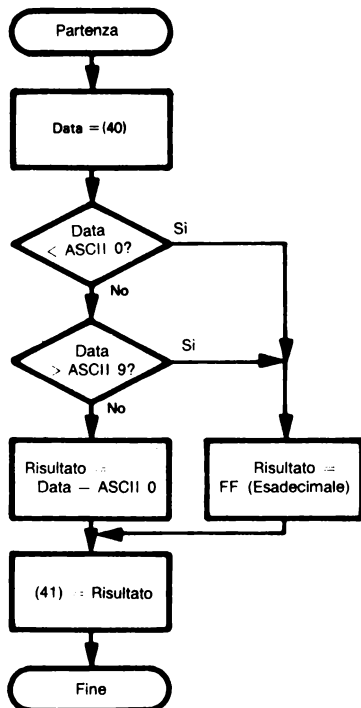 Partenza
Data = (40)
Data
< ASCII 0?
Si
No
Data
> ASCII 9?
Si
No
Risultato =
Data — ASCII 0
Risultato =
FF (Esadecimale)
(41) = Risultato
Fine